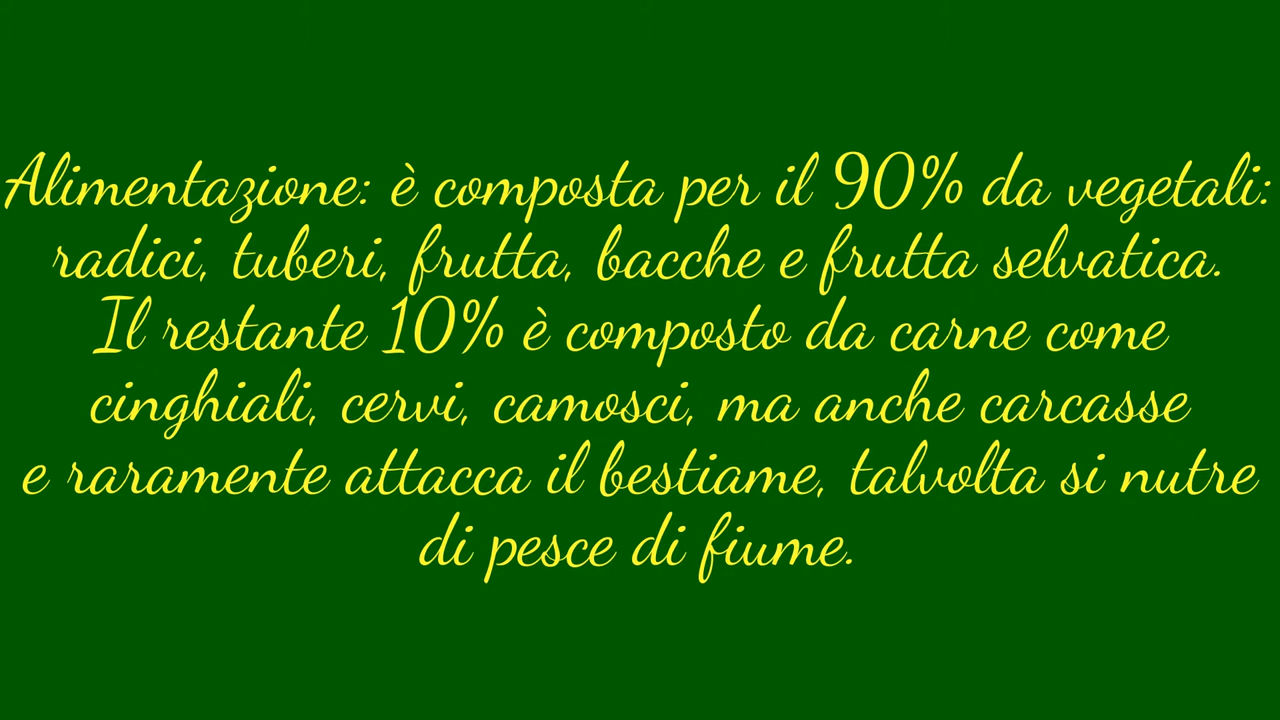 Alimentazione: è composta per il 90% da vegetali:
radici, tuberi, frutta, bacche e frutta selvatica.
Il restante 10% è composto da carne come
cinghiali, cervi, camosci, ma anche carcasse
e raramente attacca il bestiame, talvolta si nutre
di pesce di fiume.